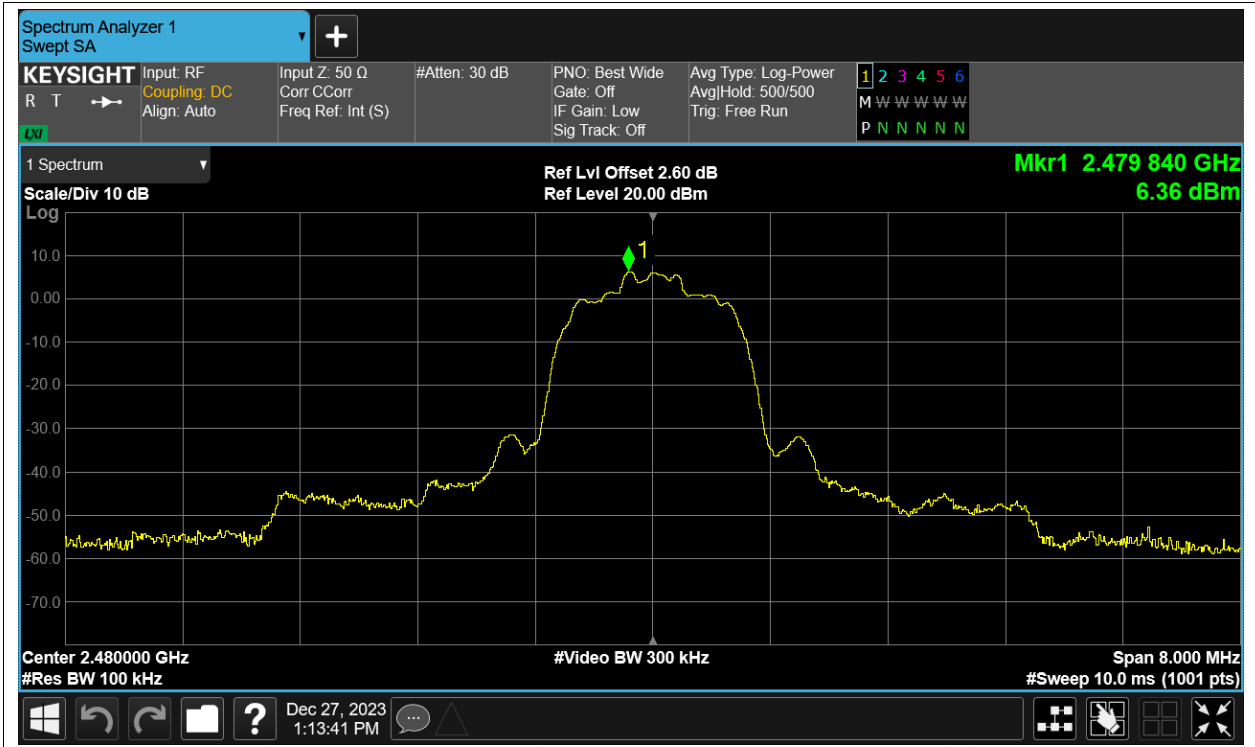 Spectrum Analyzer 1
Swept SA
KEYSIGHT
R T
LXI
Input: RF
Coupling: DC
Align: Auto
Input Z: 50 Ω
Corr CCorr
Freq Ref: Int (S)
#Atten: 30 dB
PNO: Best Wide
Gate: Off
IF Gain: Low
Sig Track: Off
Avg Type: Log-Power
Avg|Hold: 500/500
Trig: Free Run
1 2 3 4 5 6
M W W W W W
P N N N N N
1 Spectrum
Scale/Div 10 dB
Log
Ref Lvl Offset 2.60 dB
Ref Level 20.00 dBm
Mkr1 2.479 840 GHz
6.36 dBm
1
10.0
0.00
-10.0
-20.0
-30.0
-40.0
-50.0
-60.0
-70.0
Center 2.480000 GHz
#Res BW 100 kHz
#Video BW 300 kHz
Span 8.000 MHz
#Sweep 10.0 ms (1001 pts)
?
Dec 27, 2023
1:13:41 PM